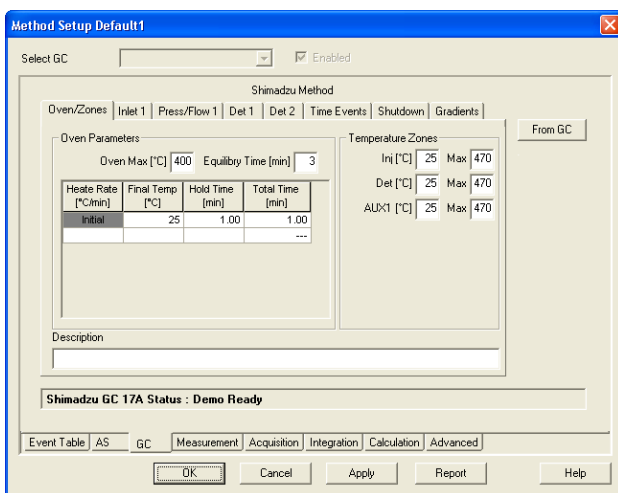 Method Setup Default1
Select GC Enabled
Shimadzu Method
Oven/Zones Inlet 1 Press/Flow 1 Det 1 Det 2 Time Events Shutdown Gradients
From GC
Oven Parameters
Oven Max [°C] 400 Equilibry Time [min] 3
Heate Rate [°C/min] Final Temp [°C] Hold Time [min] Total Time [min]
Initial 25 1.00 1.00
---
Temperature Zones
Inj [°C] 25 Max 470
Det [°C] 25 Max 470
AUX1 [°C] 25 Max 470
Description
Shimadzu GC 17A Status : Demo Ready
Event Table AS GC Measurement Acquisition Integration Calculation Advanced
OK Cancel Apply Report Help